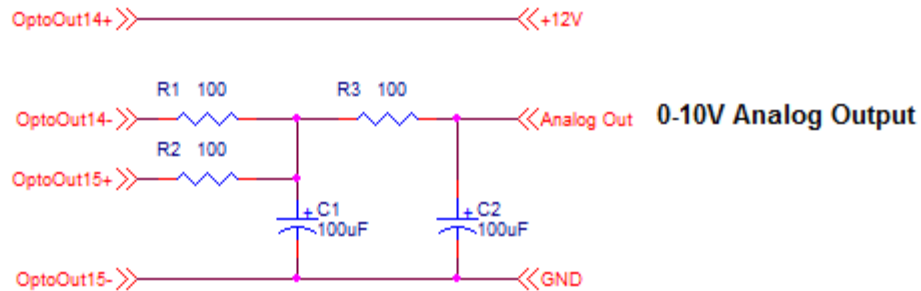 OptoOut14+ +12V
R1 100 R3 100
OptoOut14- Analog Out 0-10V Analog Output
R2 100
OptoOut15+
+ C1 + C2
100uF 100uF
OptoOut15- GND